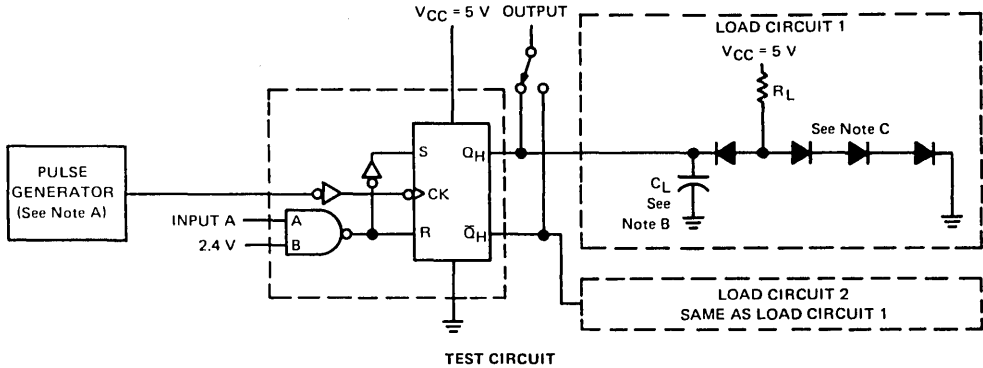 VCC = 5 V OUTPUT
LOAD CIRCUIT 1
VCC = 5 V
RL
See Note C
S
QH
PULSE
GENERATOR
(See Note A)
CK
CL
See
Note B
INPUT A
A
2.4 V
B
R
Q̅H
LOAD CIRCUIT 2
SAME AS LOAD CIRCUIT 1
TEST CIRCUIT